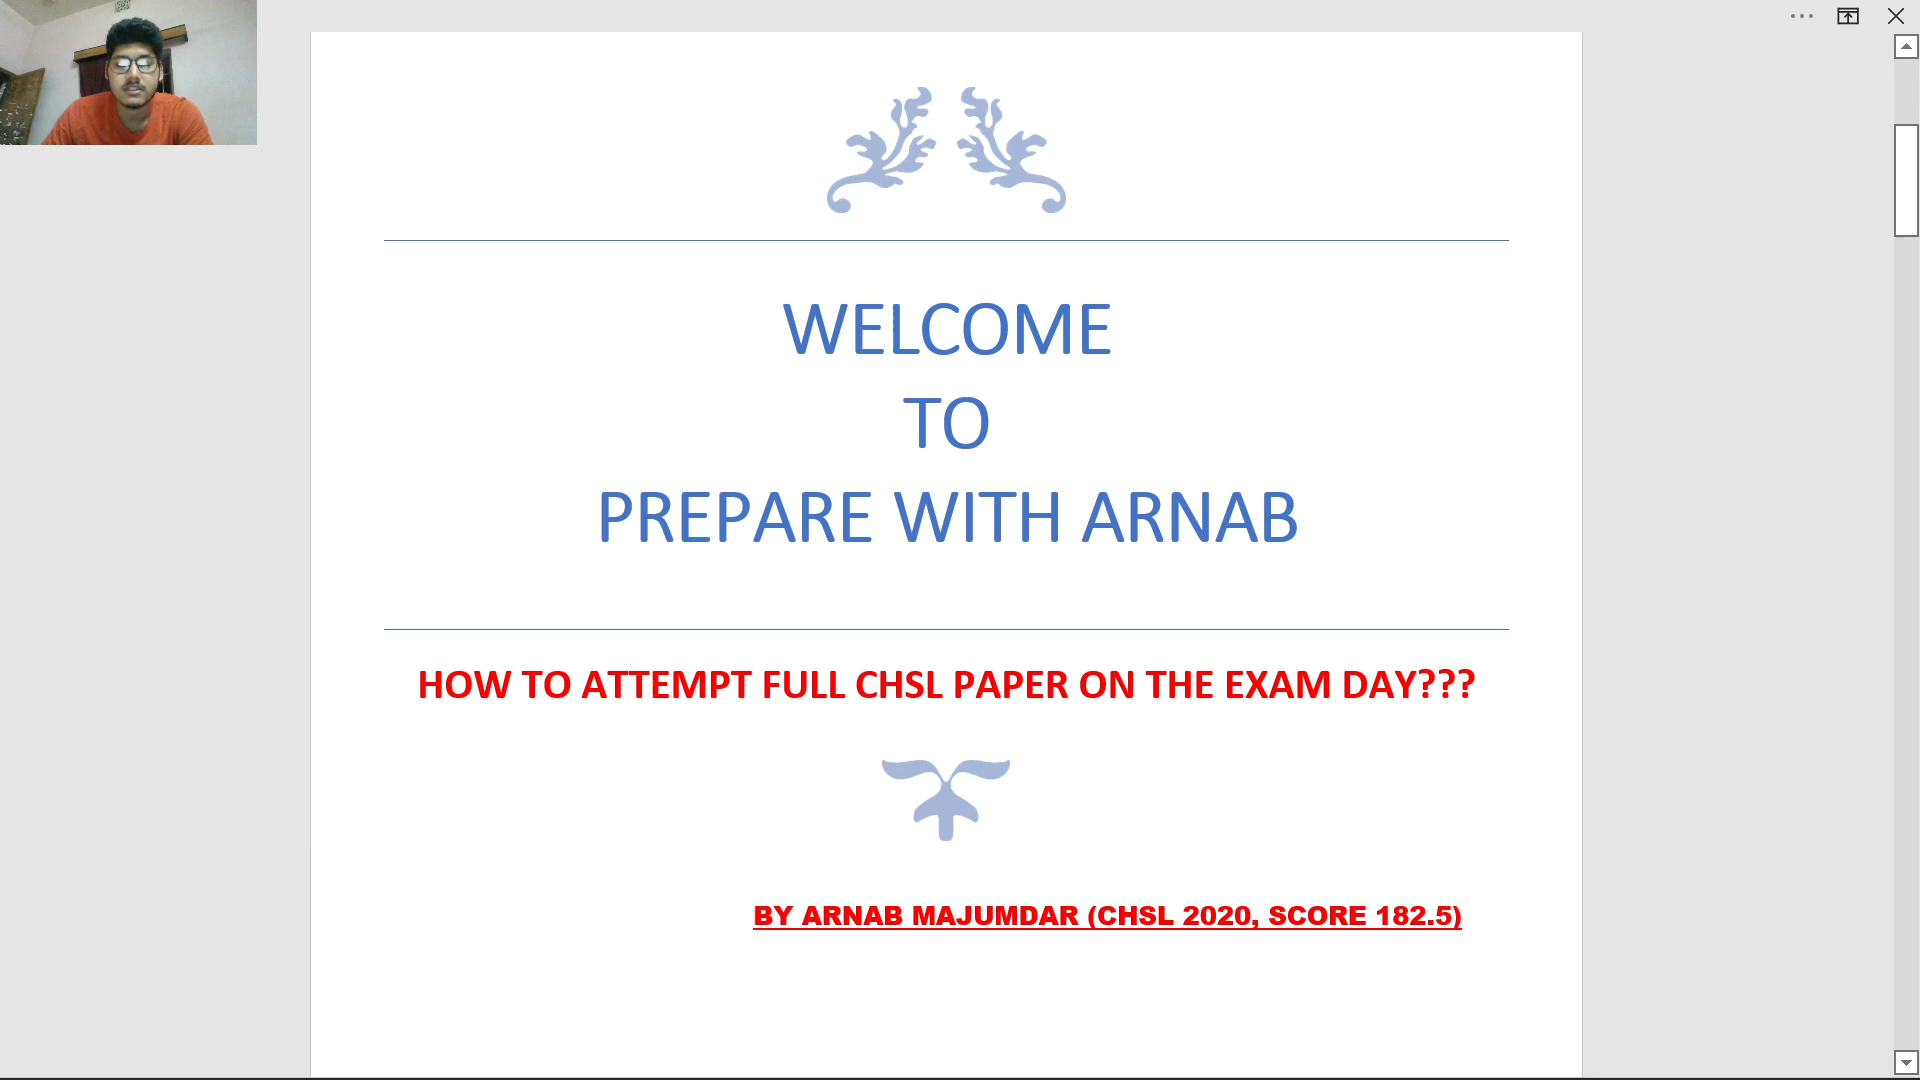 WELCOME
TO
PREPARE WITH ARNAB
HOW TO ATTEMPT FULL CHSL PAPER ON THE EXAM DAY???
BY ARNAB MAJUMDAR (CHSL 2020, SCORE 182.5)